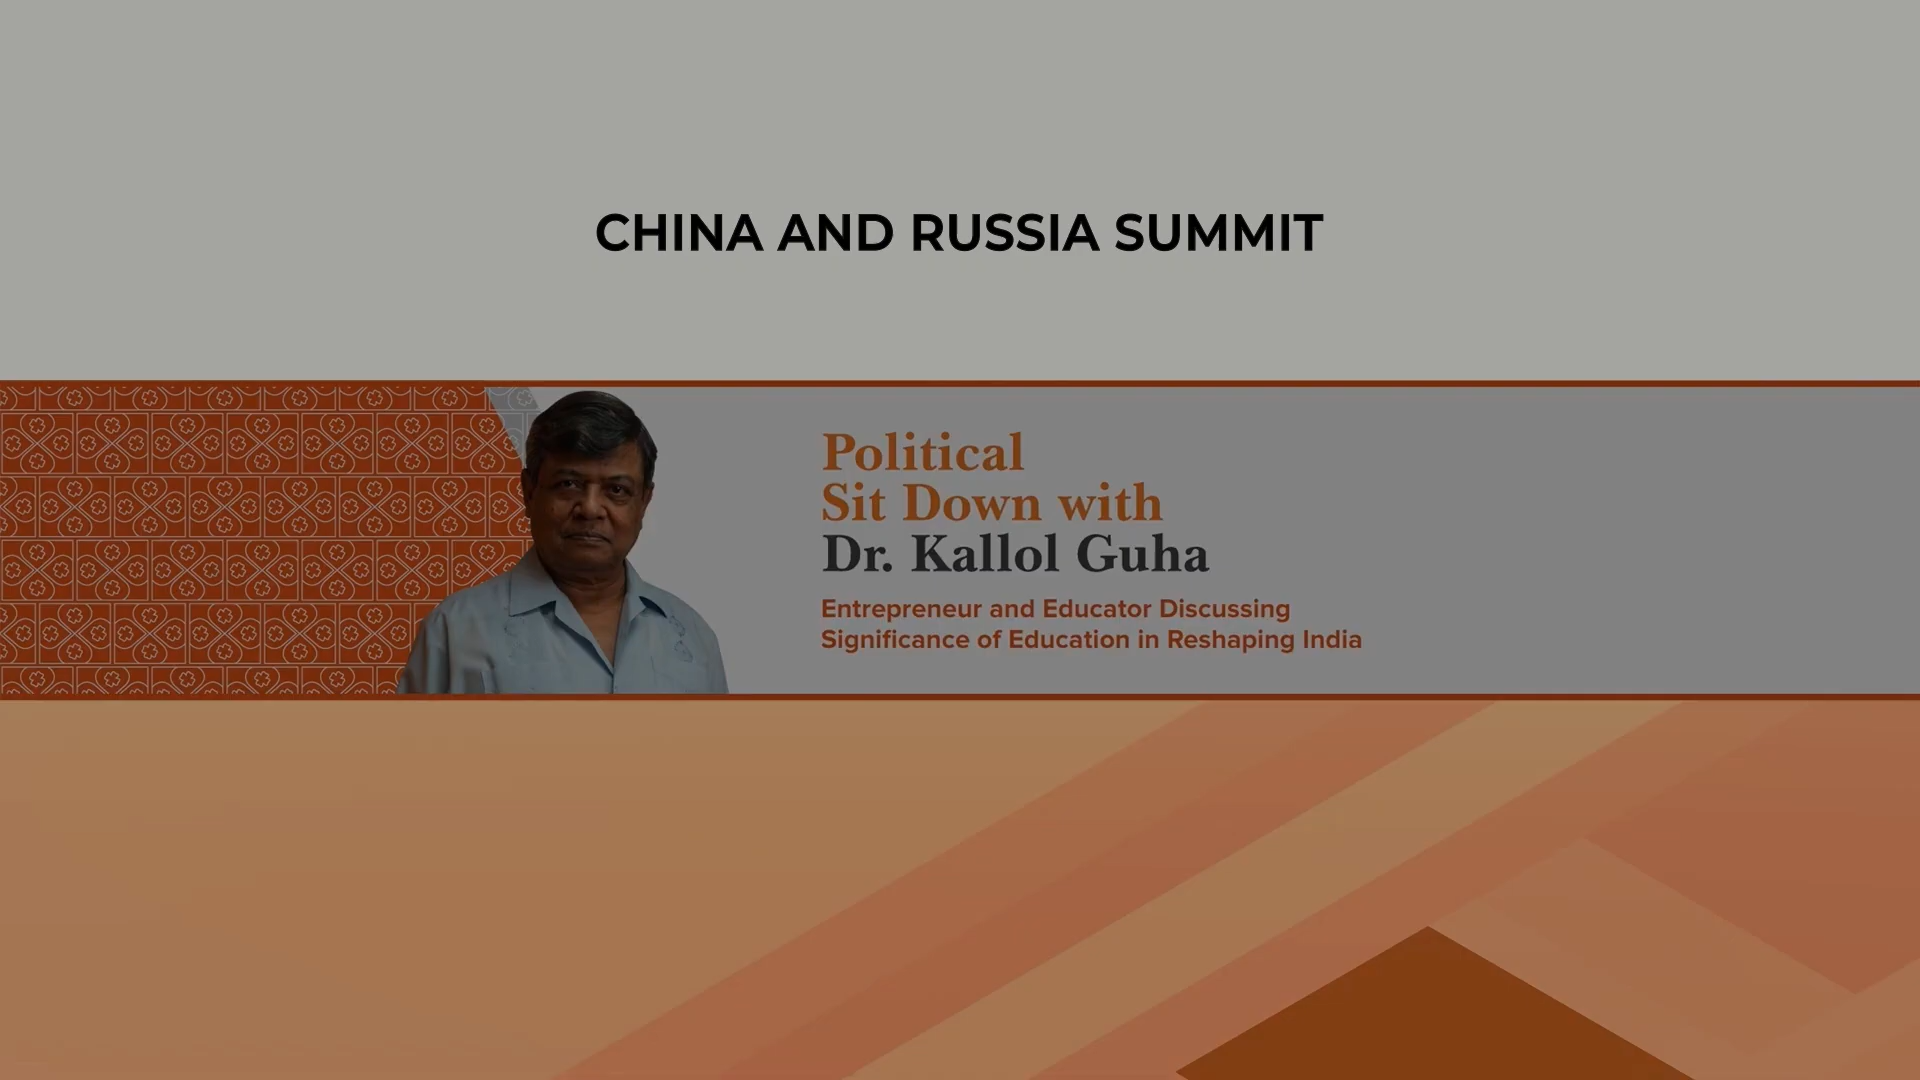 CHINA AND RUSSIA SUMMIT
Political
Sit Down with
Dr. Kallol Guha
Entrepreneur and Educator Discussing
Significance of Education in Reshaping India